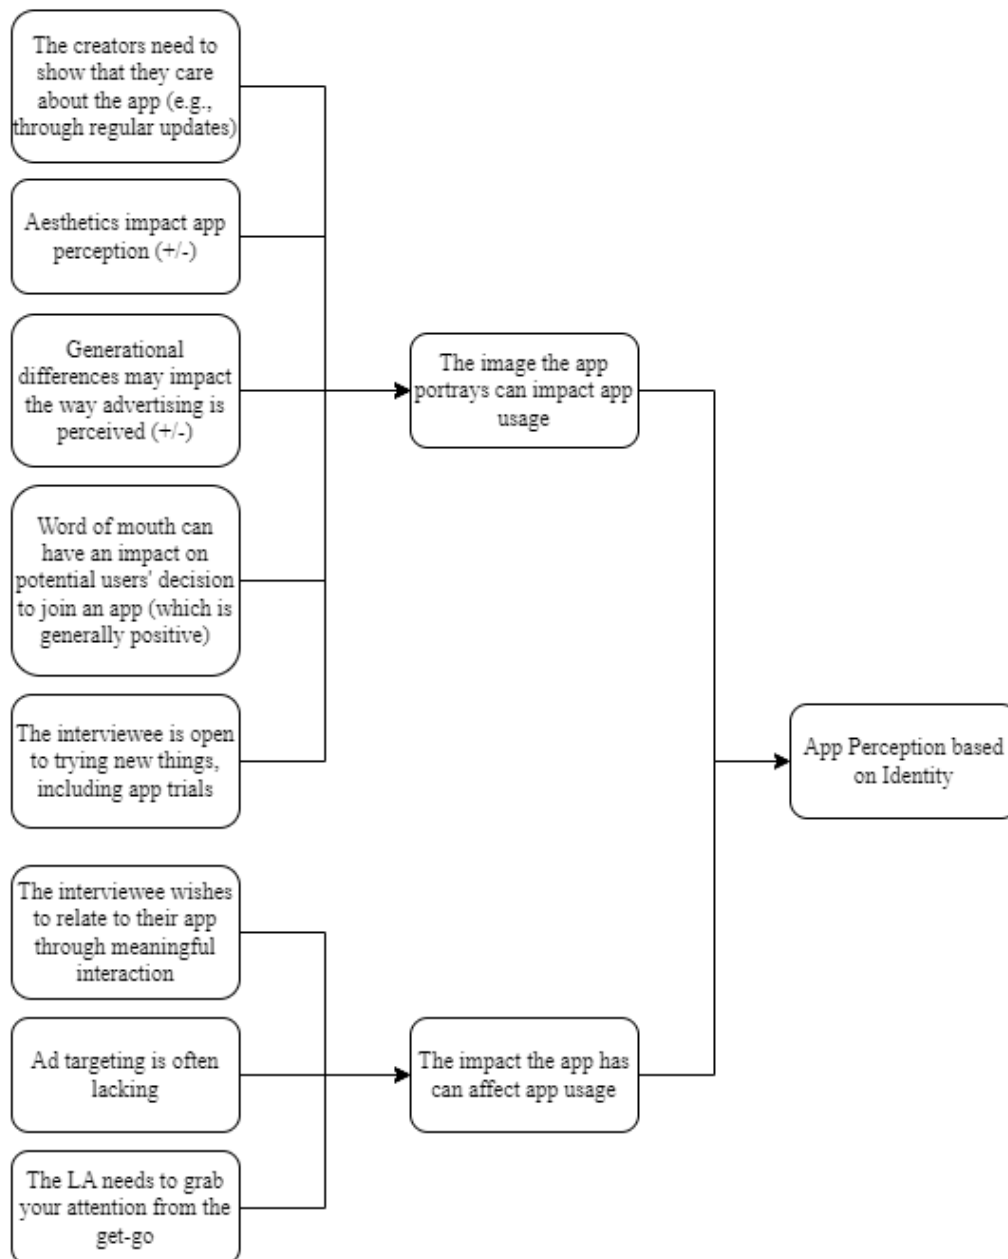 The creators need to
show that they care
about the app (e.g.,
through regular updates)
Aesthetics impact app
perception (+/-)
Generational
differences may impact
the way advertising is
perceived (+/-)
Word of mouth can
have an impact on
potential users' decision
to join an app (which is
generally positive)
The interviewee is open
to trying new things,
including app trials
The interviewee wishes
to relate to their app
through meaningful
interaction
Ad targeting is often
lacking
The LA needs to grab
your attention from the
get-go
The image the app
portrays can impact app
usage
The impact the app has
can affect app usage
App Perception based
on Identity